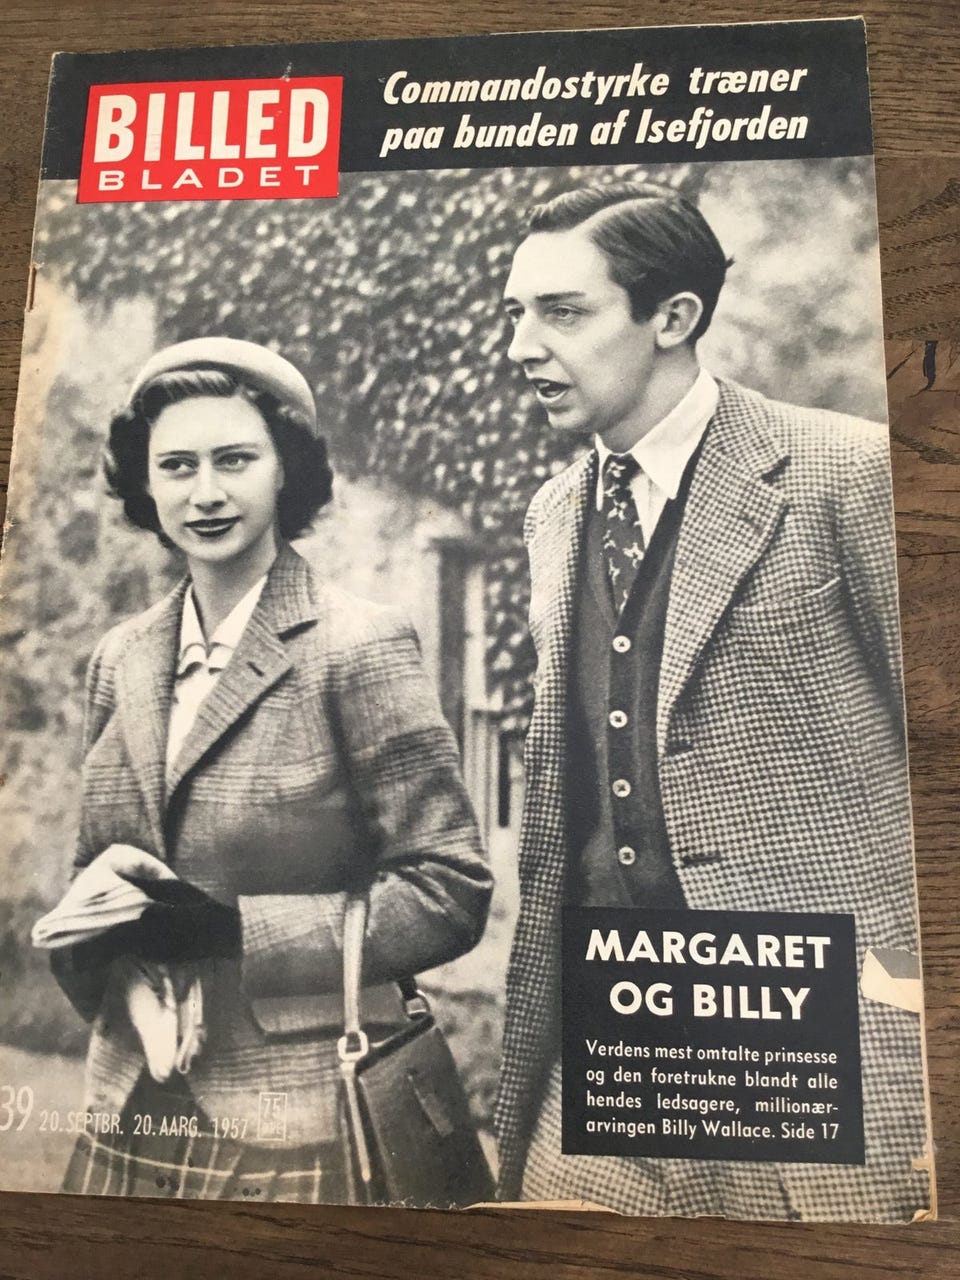 BILLED
BLADET
Commandostyrke træner
paa bunden af Isefjorden
MARGARET
OG BILLY
Verdens mest omtalte prinsesse
og den foretrukne blandt alle
hendes ledsagere, millionær-
arvingen Billy Wallace. Side 17
39 20. SEPTBR. 20. AARG. 1957 75 ØRE